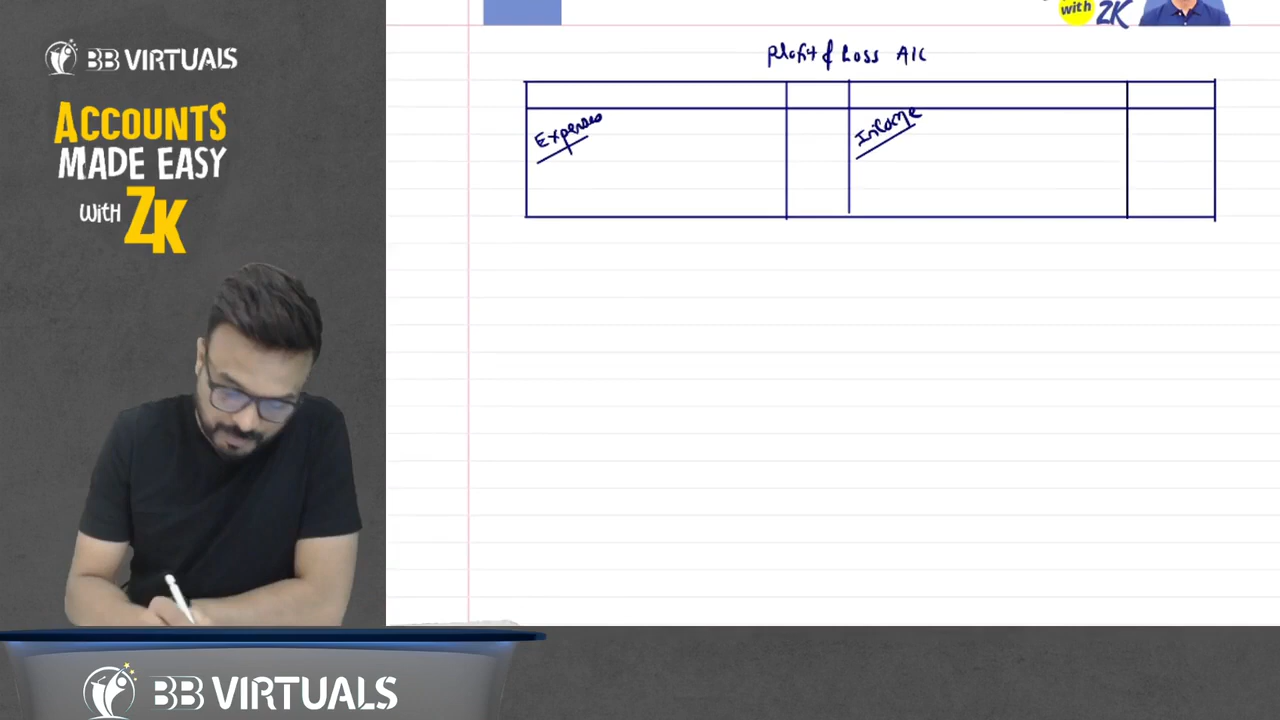 BB VIRTUALS
ACCOUNTS
MADE EASY
WITH ZK
with ZK
Profit & Loss A/C
Expenses
Income
BB VIRTUALS